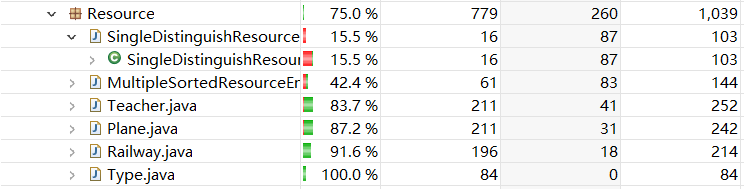 Resource 75.0 % 779 260 1,039
SingleDistinguishResource 15.5 % 16 87 103
SingleDistinguishResou 15.5 % 16 87 103
MultipleSortedResourceEn 42.4 % 61 83 144
Teacher.java 83.7 % 211 41 252
Plane.java 87.2 % 211 31 242
Railway.java 91.6 % 196 18 214
Type.java 100.0 % 84 0 84